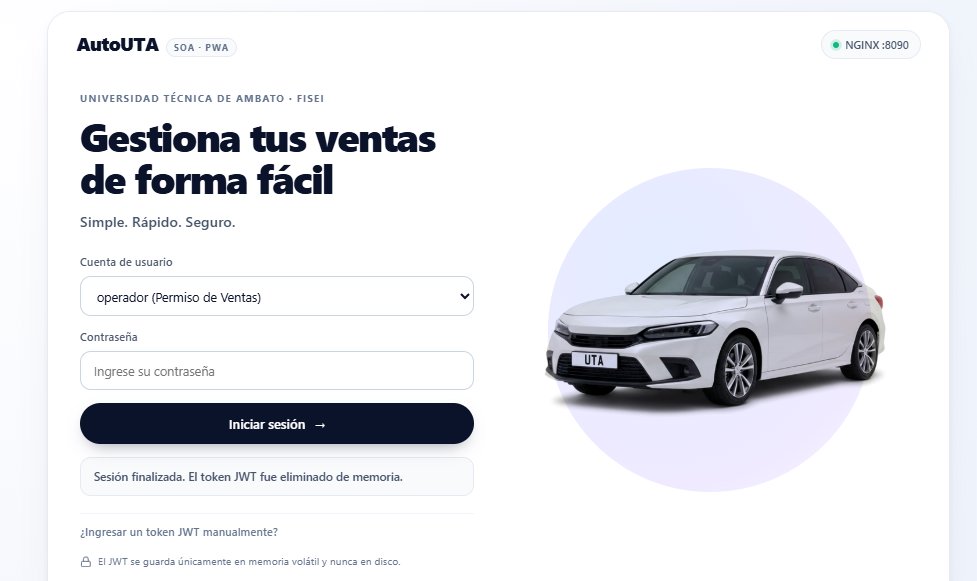 AutoUTA SOA · PWA
NGINX :8090
UNIVERSIDAD TÉCNICA DE AMBATO · FISEI
Gestiona tus ventas
de forma fácil
Simple. Rápido. Seguro.
Cuenta de usuario
operador (Permiso de Ventas)
Contraseña
Ingrese su contraseña
Iniciar sesión →
Sesión finalizada. El token JWT fue eliminado de memoria.
¿Ingresar un token JWT manualmente?
El JWT se guarda únicamente en memoria volátil y nunca en disco.
UTA